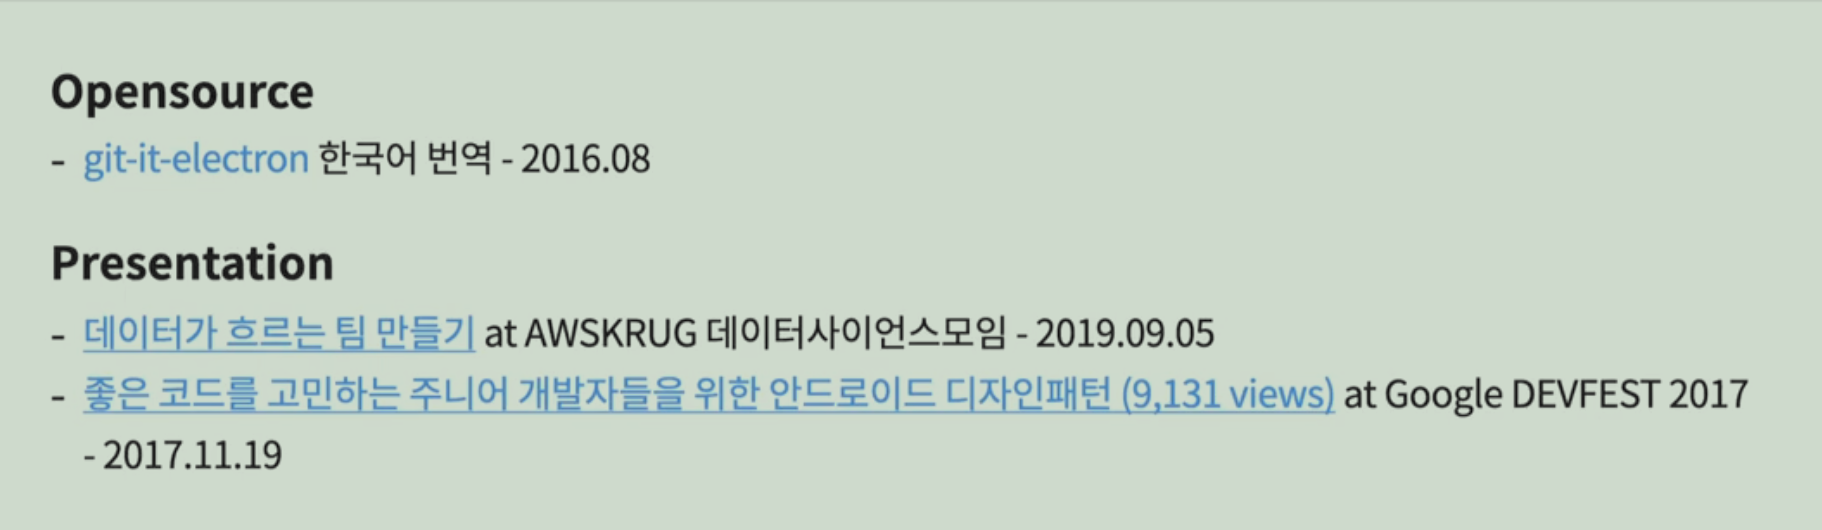 Opensource
- git-it-electron 한국어 번역 - 2016.08
Presentation
- 데이터가 흐르는 팀 만들기 at AWSKRUG 데이터사이언스모임 - 2019.09.05
- 좋은 코드를 고민하는 주니어 개발자들을 위한 안드로이드 디자인패턴 (9,131 views) at Google DEVFEST 2017
- 2017.11.19